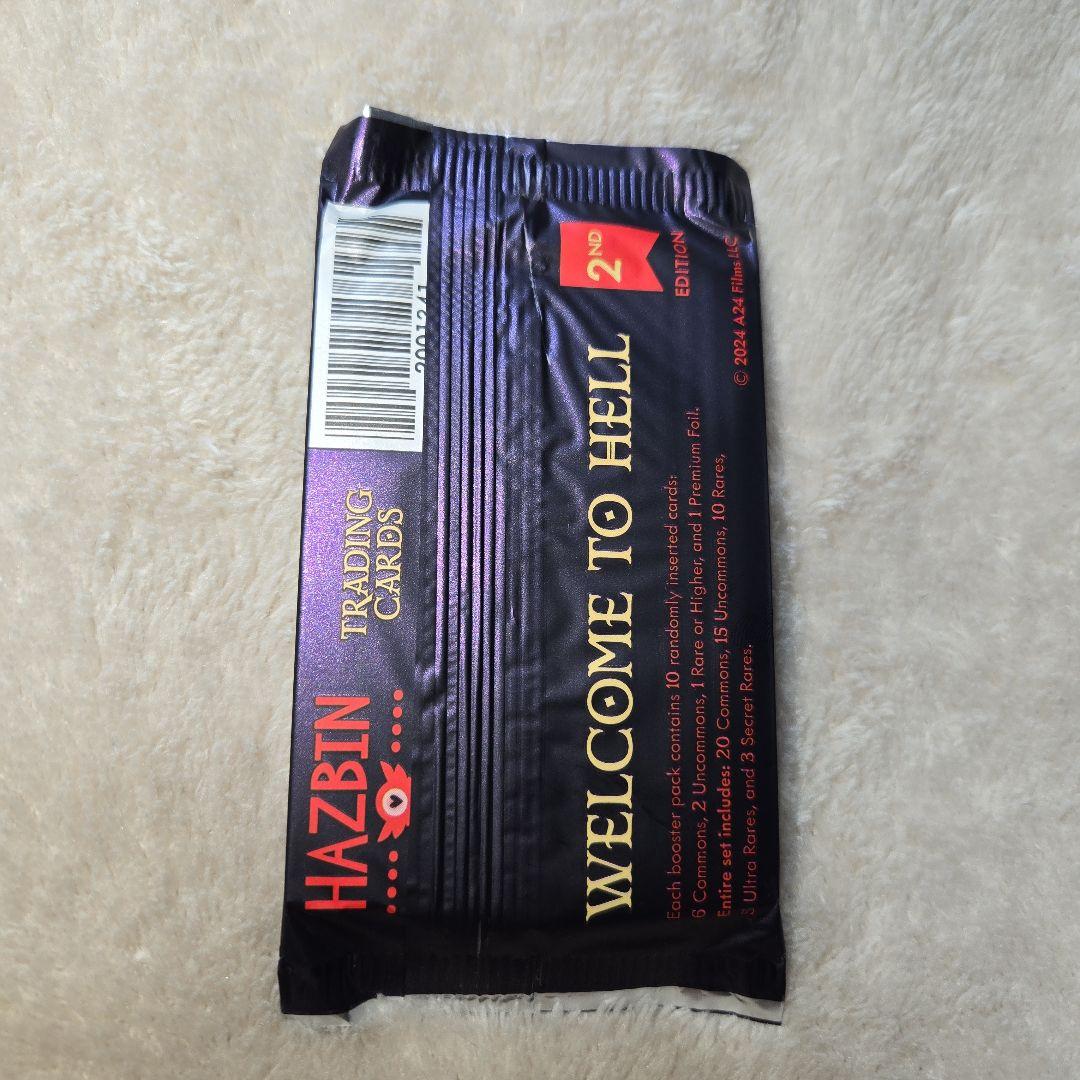 HAZBIN
TRADING
CARDS
2001241
WELCOME TO HELL
2ND
EDITION
Each booster pack contains 10 randomly inserted cards:
6 Commons, 2 Uncommons, 1 Rare or Higher, and 1 Premium Foil.
Entire set includes: 20 Commons, 15 Uncommons, 10 Rares,
Ultra Rares, and 3 Secret Rares.
© 2024 A24 Films LLC